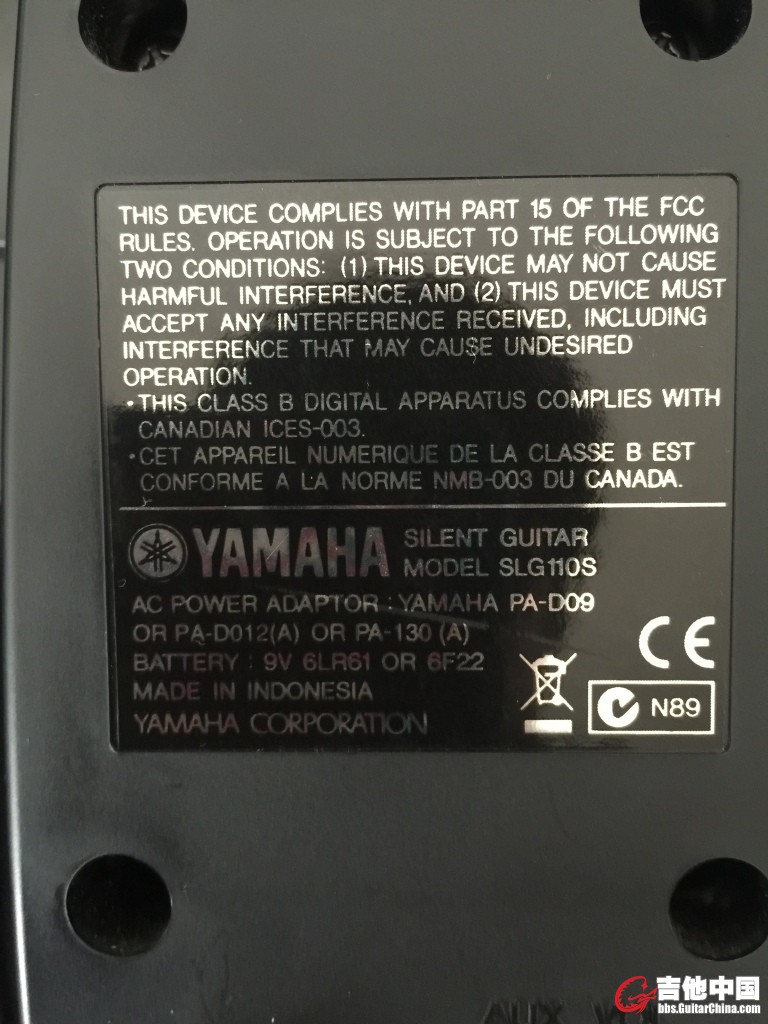 THIS DEVICE COMPLIES WITH PART 15 OF THE FCC
RULES. OPERATION IS SUBJECT TO THE FOLLOWING
TWO CONDITIONS: (1) THIS DEVICE MAY NOT CAUSE
HARMFUL INTERFERENCE, AND (2) THIS DEVICE MUST
ACCEPT ANY INTERFERENCE RECEIVED, INCLUDING
INTERFERENCE THAT MAY CAUSE UNDESIRED
OPERATION.
•THIS CLASS B DIGITAL APPARATUS COMPLIES WITH
CANADIAN ICES-003.
•CET APPAREIL NUMERIQUE DE LA CLASSE B EST
CONFORME A LA NORME NMB-003 DU CANADA.
YAMAHA SILENT GUITAR
MODEL SLG110S
AC POWER ADAPTOR : YAMAHA PA-D09
OR PA-D012(A) OR PA-130 (A)
BATTERY : 9V 6LR61 OR 6F22
MADE IN INDONESIA
YAMAHA CORPORATION
CE
N89
AUX
吉他中国
bbs.GuitarChina.com